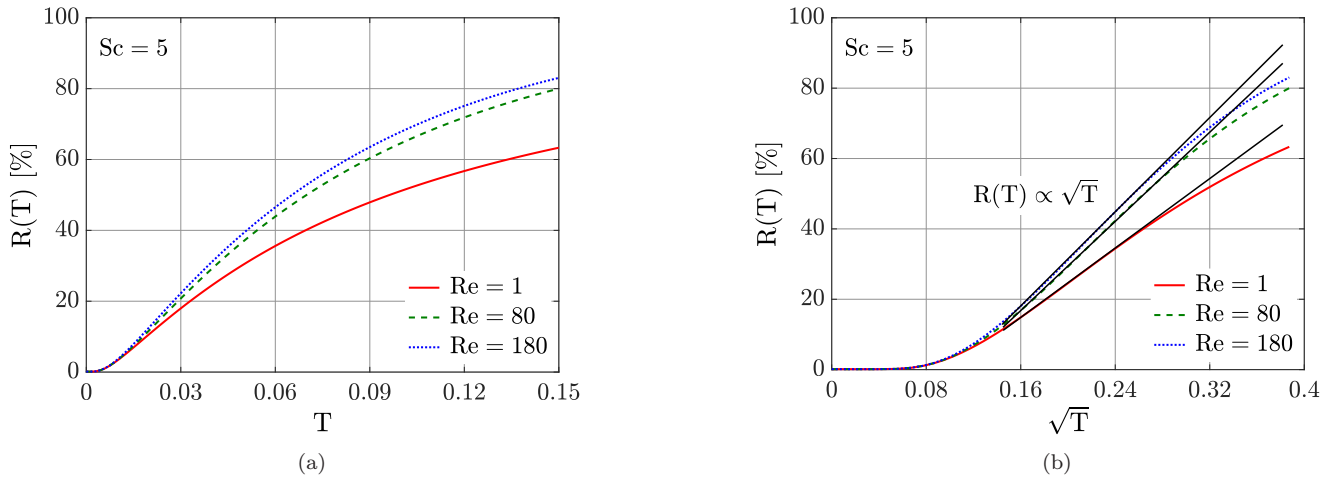 100
80
60
40
20
0
R(T) [%]
Sc = 5
Re = 1
Re = 80
Re = 180
0 0.03 0.06 0.09 0.12 0.15
T
(a)
100
80
60
40
20
0
R(T) [%]
Sc = 5
R(T) ∝ √T
Re = 1
Re = 80
Re = 180
0 0.08 0.16 0.24 0.32 0.4
√T
(b)